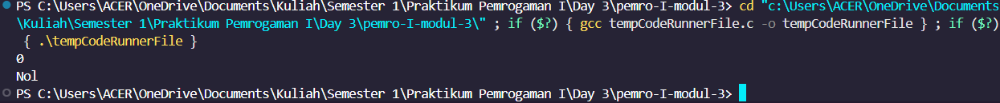 PS C:\Users\ACER\OneDrive\Documents\Kuliah\Semester 1\Praktikum Pemrogaman I\Day 3\pemro-I-modul-3> cd "c:\Users\ACER\OneDrive\Documents
\Kuliah\Semester 1\Praktikum Pemrogaman I\Day 3\pemro-I-modul-3\" ; if ($?) { gcc tempCodeRunnerFile.c -o tempCodeRunnerFile } ; if ($?)
{ .\tempCodeRunnerFile }
0
Nol
PS C:\Users\ACER\OneDrive\Documents\Kuliah\Semester 1\Praktikum Pemrogaman I\Day 3\pemro-I-modul-3>